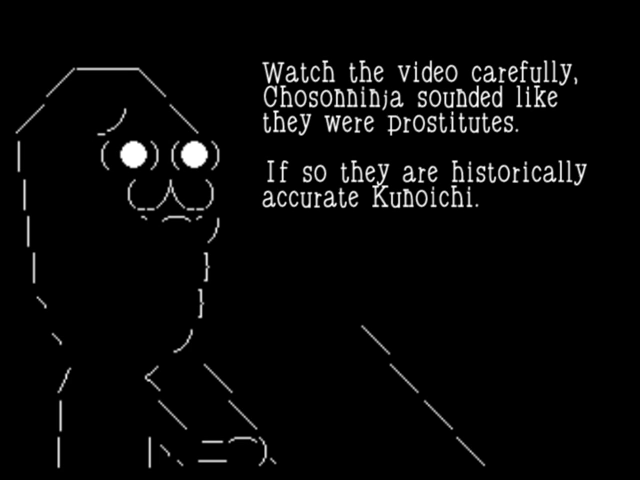 Watch the video carefully,
Chosonninja sounded like
they were prostitutes.
If so they are historically
accurate Kunoichi.